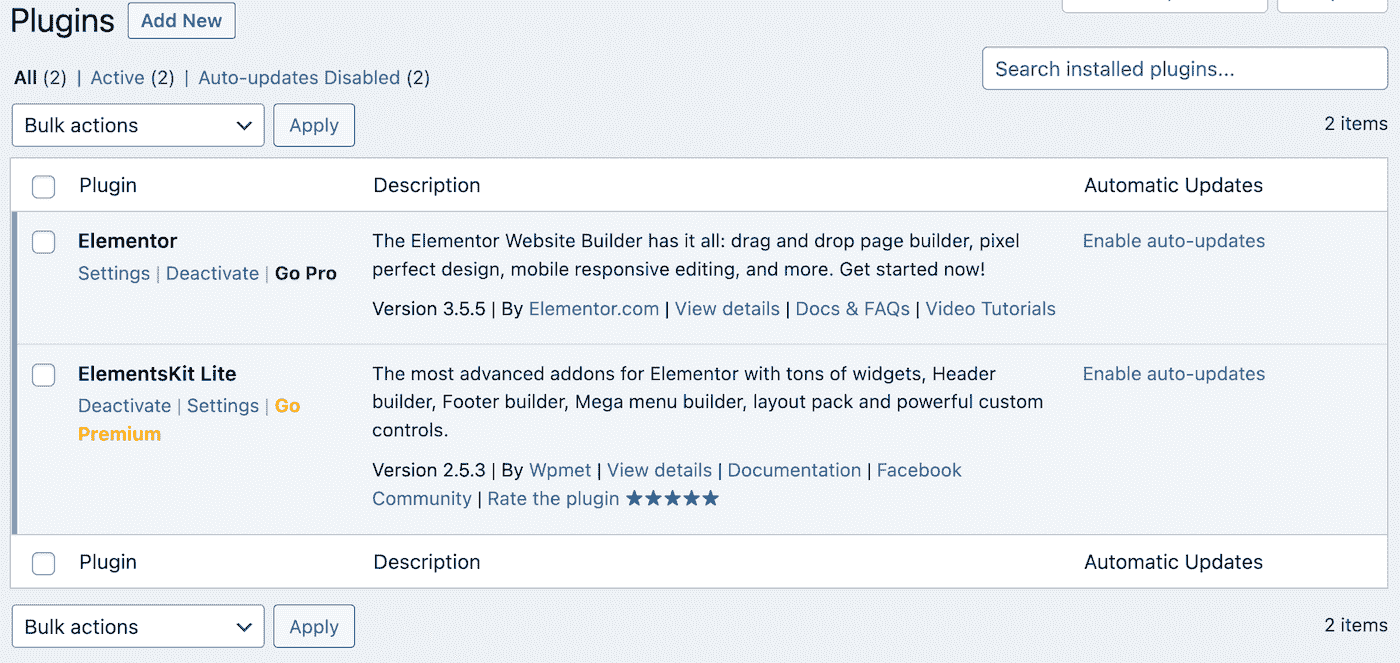 Plugins Add New
All (2) | Active (2) | Auto-updates Disabled (2)
Search installed plugins...
Bulk actions Apply
2 items
Plugin Description Automatic Updates
Elementor
Settings | Deactivate | Go Pro
The Elementor Website Builder has it all: drag and drop page builder, pixel
perfect design, mobile responsive editing, and more. Get started now!
Version 3.5.5 | By Elementor.com | View details | Docs & FAQs | Video Tutorials
Enable auto-updates
ElementsKit Lite
Deactivate | Settings | Go
Premium
The most advanced addons for Elementor with tons of widgets, Header
builder, Footer builder, Mega menu builder, layout pack and powerful custom
controls.
Version 2.5.3 | By Wpmet | View details | Documentation | Facebook
Community | Rate the plugin ★★★★★
Enable auto-updates
Plugin Description Automatic Updates
Bulk actions Apply
2 items